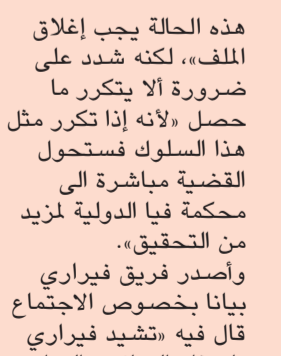 هذه الحالة يجب إغلاق
الملف»، لكنه شدد على
ضرورة ألا يتكرر ما
حصل «لأنه إذا تكرر مثل
هذا السلوك فستحول
القضية مباشرة الى
محكمة فيا الدولية لمزيد
من التحقيق».
وأصدر فريق فيراري
بيانا بخصوص الاجتماع
قال فيه «تشيد فيراري